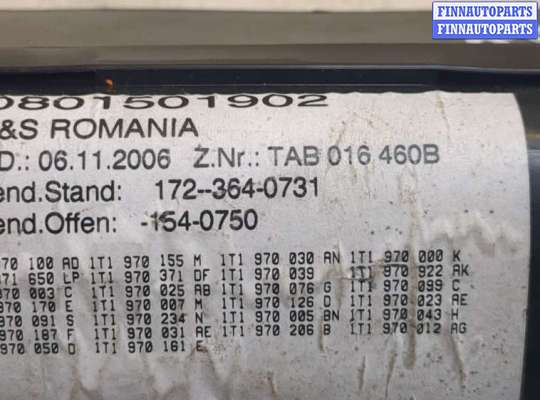 FINNAUTOPARTS
FINNAUTOPARTS
FINNAUTOPARTS
0801501902
&S ROMANIA
D.: 06.11.2006 Z.Nr.: TAB 016 460B
end.Stand: 172--364-0731
end.Offen: -154-0750
970 100 AD 1T1 970 155 M 1T1 970 030 AN 1T1 970 000 K
971 650 LP 1T1 970 371 DF 1T1 970 039 1T1 970 922 AK
970 003 C 1T1 970 025 AB 1T1 970 076 G 1T1 970 099 C
970 170 E 1T1 970 007 M 1T1 970 126 D 1T1 970 023 AE
970 091 S 1T1 970 234 N 1T1 970 005 BN 1T1 970 043 H
970 187 F 1T1 970 031 AE 1T1 970 206 B 1T1 970 012 AG
970 050 D 1T1 970 161 E